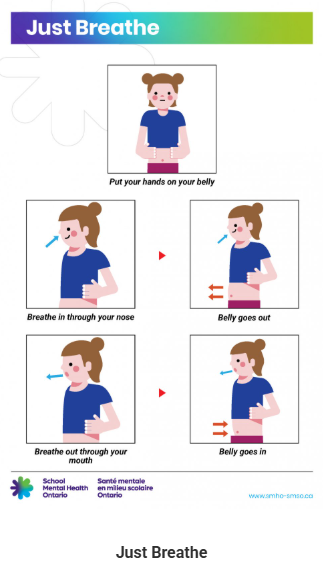 Just Breathe
Put your hands on your belly
Breathe in through your nose
Belly goes out
Breathe out through your
mouth
Belly goes in
School
Mental Health
Ontario
Santé mentale
en milieu scolaire
Ontario
www.smho-smso.ca
Just Breathe